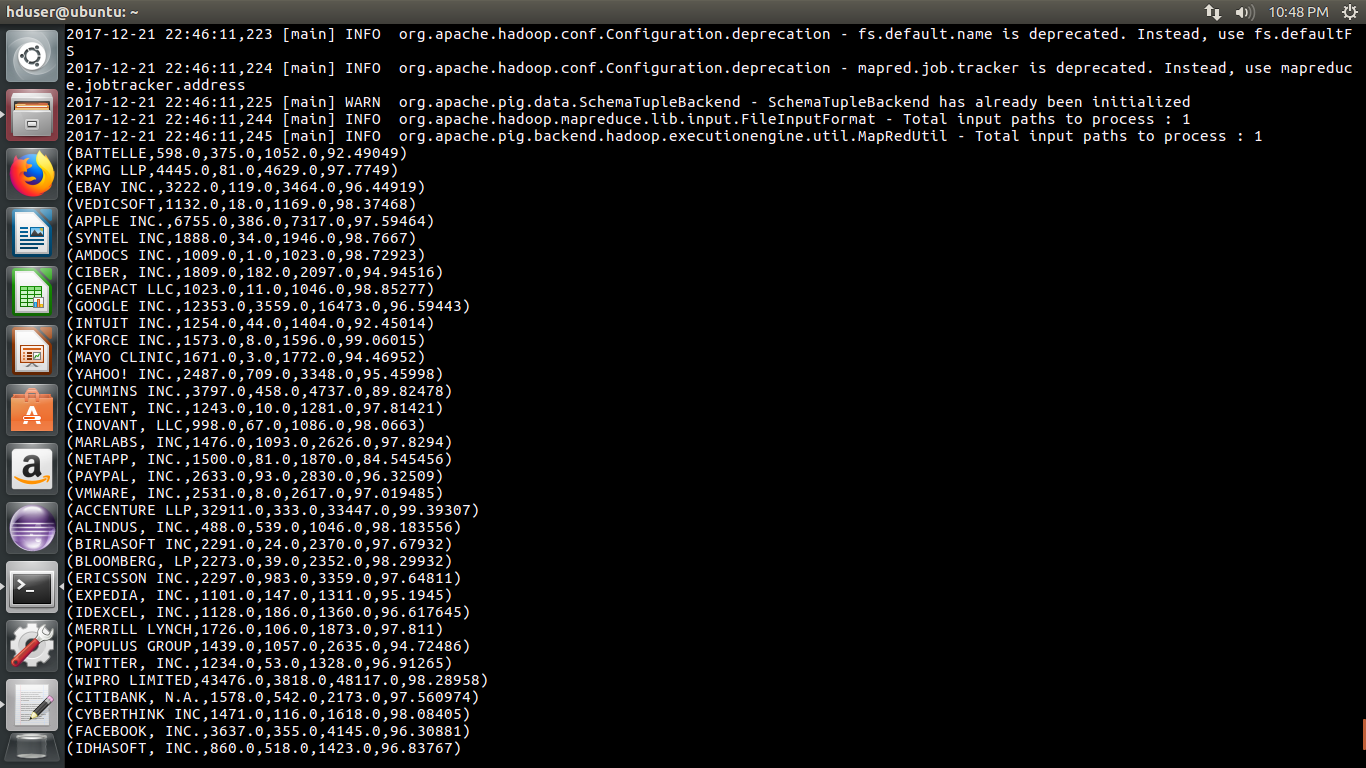 hduser@ubuntu: ~
10:48 PM
2017-12-21 22:46:11,223 [main] INFO  org.apache.hadoop.conf.Configuration.deprecation - fs.default.name is deprecated. Instead, use fs.defaultF
S
2017-12-21 22:46:11,224 [main] INFO  org.apache.hadoop.conf.Configuration.deprecation - mapred.job.tracker is deprecated. Instead, use mapreduc
e.jobtracker.address
2017-12-21 22:46:11,225 [main] WARN  org.apache.pig.data.SchemaTupleBackend - SchemaTupleBackend has already been initialized
2017-12-21 22:46:11,244 [main] INFO  org.apache.hadoop.mapreduce.lib.input.FileInputFormat - Total input paths to process : 1
2017-12-21 22:46:11,245 [main] INFO  org.apache.pig.backend.hadoop.executionengine.util.MapRedUtil - Total input paths to process : 1
(BATTELLE,598.0,375.0,1052.0,92.49049)
(KPMG LLP,4445.0,81.0,4629.0,97.7749)
(EBAY INC.,3222.0,119.0,3464.0,96.44919)
(VEDICSOFT,1132.0,18.0,1169.0,98.37468)
(APPLE INC.,6755.0,386.0,7317.0,97.59464)
(SYNTEL INC,1888.0,34.0,1946.0,98.7667)
(AMDOCS INC,1009.0,1.0,1023.0,98.72923)
(CIBER, INC.,1809.0,182.0,2097.0,94.94516)
(GENPACT LLC,1023.0,11.0,1046.0,98.85277)
(GOOGLE INC.,12353.0,3559.0,16473.0,96.59443)
(INTUIT INC.,1254.0,44.0,1404.0,92.45014)
(KFORCE INC.,1573.0,8.0,1596.0,99.06015)
(MAYO CLINIC,1671.0,3.0,1772.0,94.46952)
(YAHOO! INC.,2487.0,709.0,3348.0,95.45998)
(CUMMINS INC.,3797.0,458.0,4737.0,89.82478)
(CYIENT, INC.,1243.0,10.0,1281.0,97.81421)
(INOVANT, LLC,998.0,67.0,1086.0,98.0663)
(MARLABS, INC,1476.0,1093.0,2626.0,97.8294)
(NETAPP, INC.,1500.0,81.0,1870.0,84.545456)
(PAYPAL, INC.,2633.0,93.0,2830.0,96.32509)
(VMWARE, INC.,2531.0,8.0,2617.0,97.019485)
(ACCENTURE LLP,32911.0,333.0,33447.0,99.39307)
(ALINDUS, INC.,488.0,539.0,1046.0,98.183556)
(BIRLASOFT INC,2291.0,24.0,2370.0,97.67932)
(BLOOMBERG, LP,2273.0,39.0,2352.0,98.29932)
(ERICSSON INC.,2297.0,983.0,3359.0,97.64811)
(EXPEDIA, INC.,1101.0,147.0,1311.0,95.1945)
(IDEXCEL, INC.,1128.0,186.0,1360.0,96.617645)
(MERRILL LYNCH,1726.0,106.0,1873.0,97.811)
(POPULUS GROUP,1439.0,1057.0,2635.0,94.72486)
(TWITTER, INC.,1234.0,53.0,1328.0,96.91265)
(WIPRO LIMITED,43476.0,3818.0,48117.0,98.28958)
(CITIBANK, N.A.,1578.0,542.0,2173.0,97.560974)
(CYBERTHINK INC,1471.0,116.0,1618.0,98.08405)
(FACEBOOK, INC.,3637.0,355.0,4145.0,96.30881)
(IDHASOFT, INC.,860.0,518.0,1423.0,96.83767)